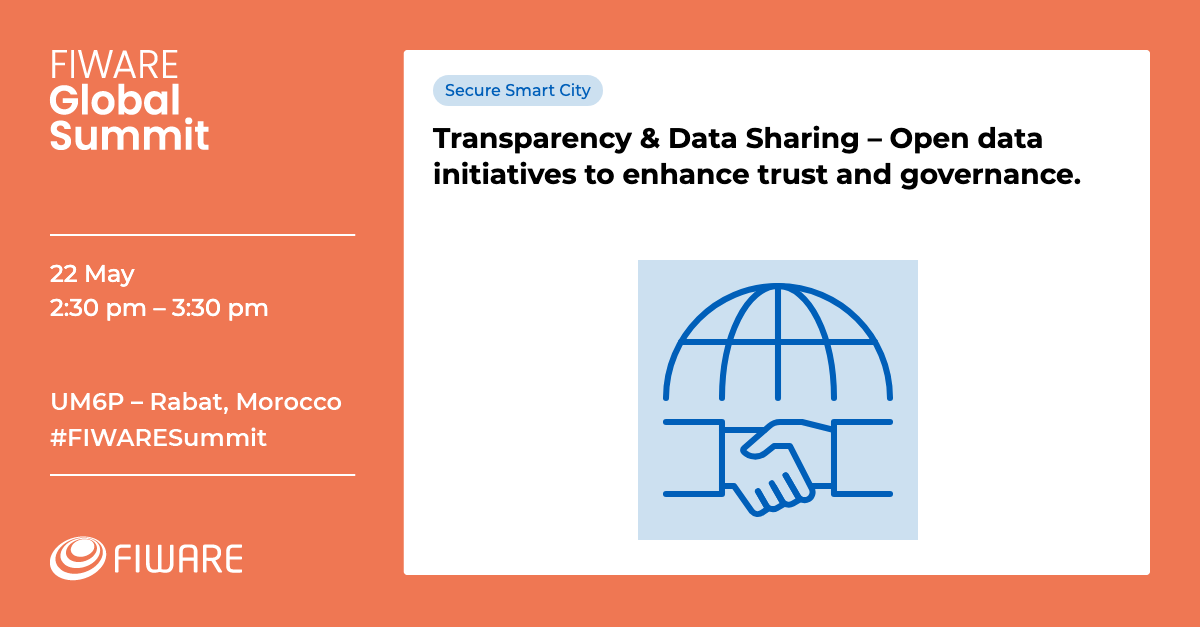 FIWARE
Global
Summit
22 May
2:30 pm – 3:30 pm
UM6P – Rabat, Morocco
#FIWARESummit
FIWARE
Secure Smart City
Transparency & Data Sharing – Open data
initiatives to enhance trust and governance.